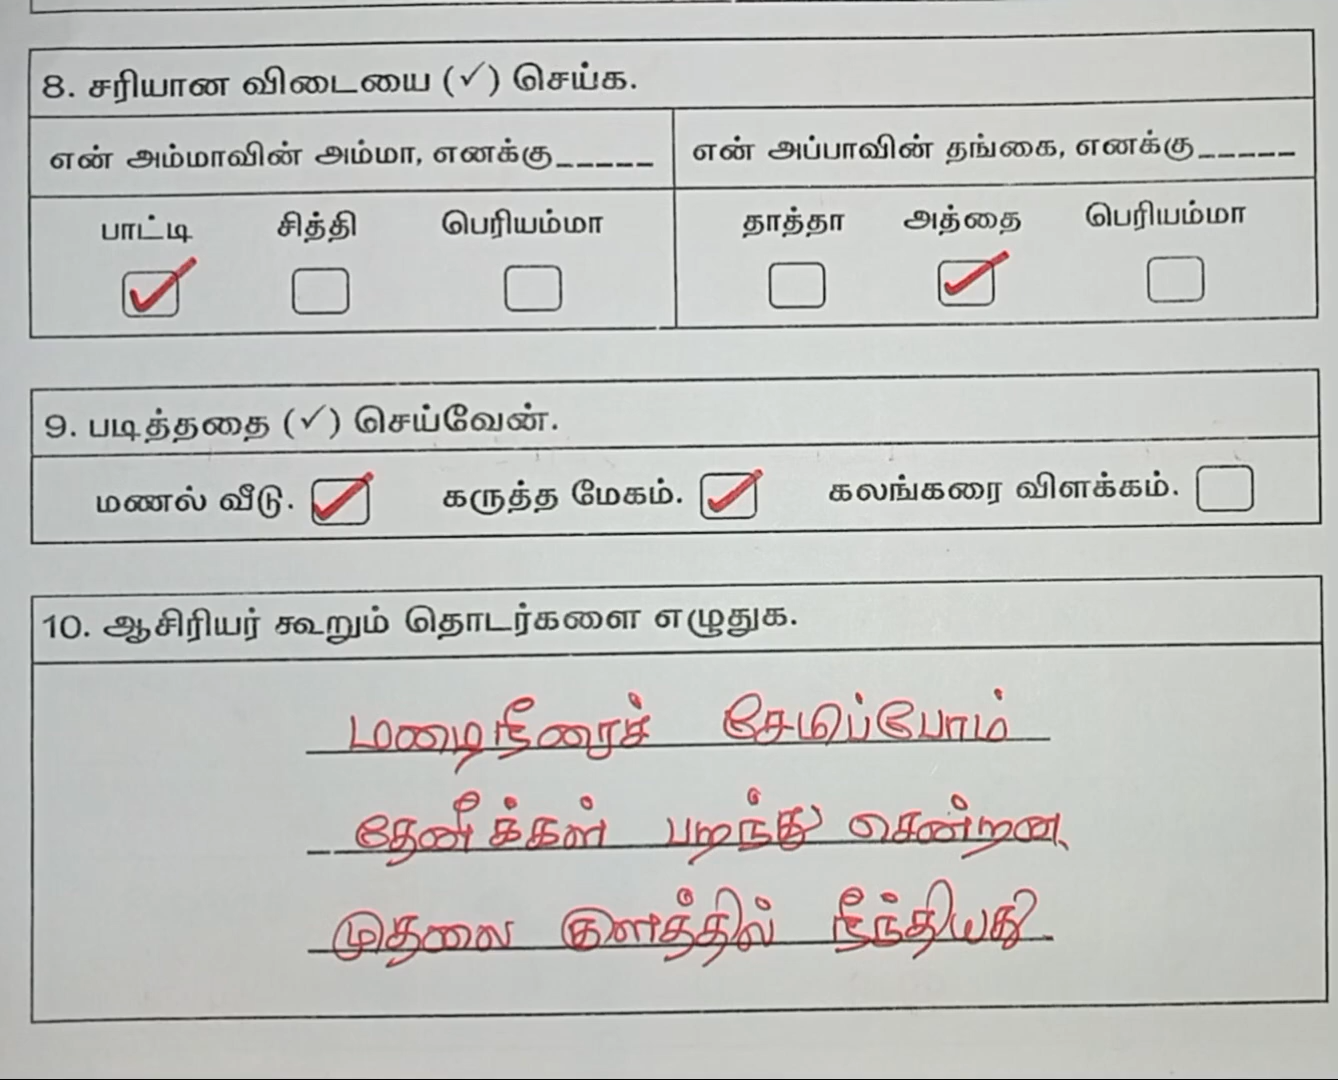 8. சரியான விடையை (✓) செய்க.
என் அம்மாவின் அம்மா, எனக்கு_____ என் அப்பாவின் தங்கை, எனக்கு_____
பாட்டி சித்தி பெரியம்மா தாத்தா அத்தை பெரியம்மா
9. படித்ததை (✓) செய்வேன்.
மணல் வீடு. கருத்த மேகம். கலங்கரை விளக்கம்.
10. ஆசிரியர் கூறும் தொடர்களை எழுதுக.
மழைநீரைச் சேமிப்போம்
தேனீக்கள் பறந்து சென்றன.
முதலை குளத்தில் நீந்தியது